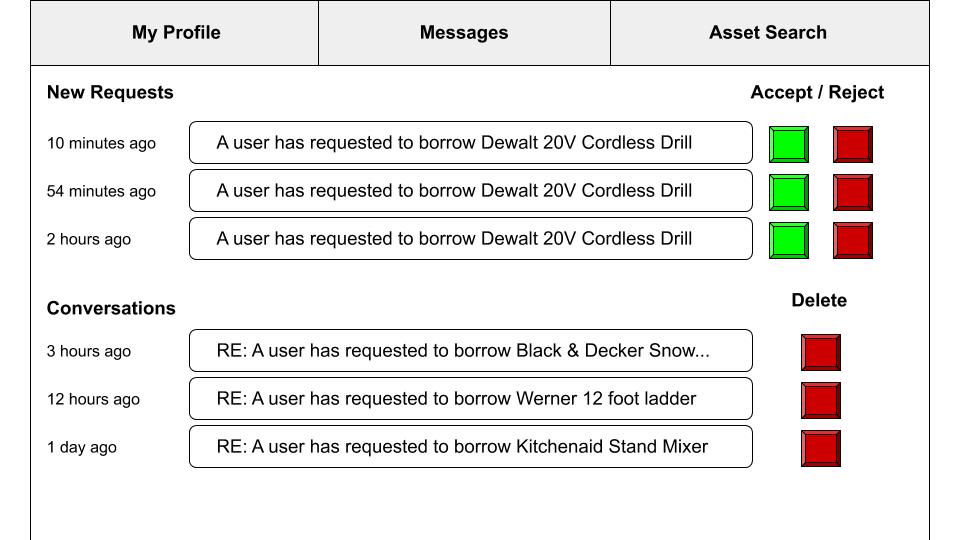 My Profile
Messages
Asset Search
New Requests
Accept / Reject
10 minutes ago
A user has requested to borrow Dewalt 20V Cordless Drill
54 minutes ago
A user has requested to borrow Dewalt 20V Cordless Drill
2 hours ago
A user has requested to borrow Dewalt 20V Cordless Drill
Conversations
Delete
3 hours ago
RE: A user has requested to borrow Black & Decker Snow...
12 hours ago
RE: A user has requested to borrow Werner 12 foot ladder
1 day ago
RE: A user has requested to borrow Kitchenaid Stand Mixer